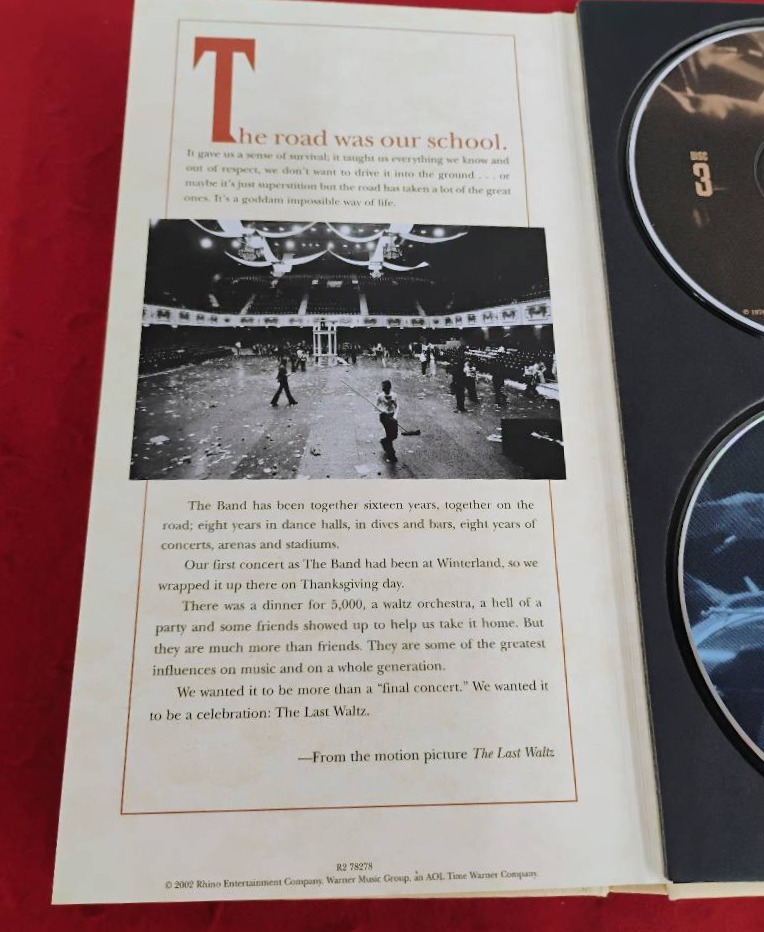 The road was our school.
It gave us a sense of survival; it taught us everything we know and
out of respect, we don't want to drive it into the ground . . . or
maybe it's just superstition but the road has taken a lot of the great
ones. It's a goddam impossible way of life.
The Band has been together sixteen years, together on the
road; eight years in dance halls, in dives and bars, eight years of
concerts, arenas and stadiums.
Our first concert as The Band had been at Winterland, so we
wrapped it up there on Thanksgiving day.
There was a dinner for 5,000, a waltz orchestra, a hell of a
party and some friends showed up to help us take it home. But
they are much more than friends. They are some of the greatest
influences on music and on a whole generation.
We wanted it to be more than a “final concert.” We wanted it
to be a celebration: The Last Waltz.
—From the motion picture The Last Waltz
R2 78278
© 2002 Rhino Entertainment Company, Warner Music Group, an AOL Time Warner Company.
DISC
3